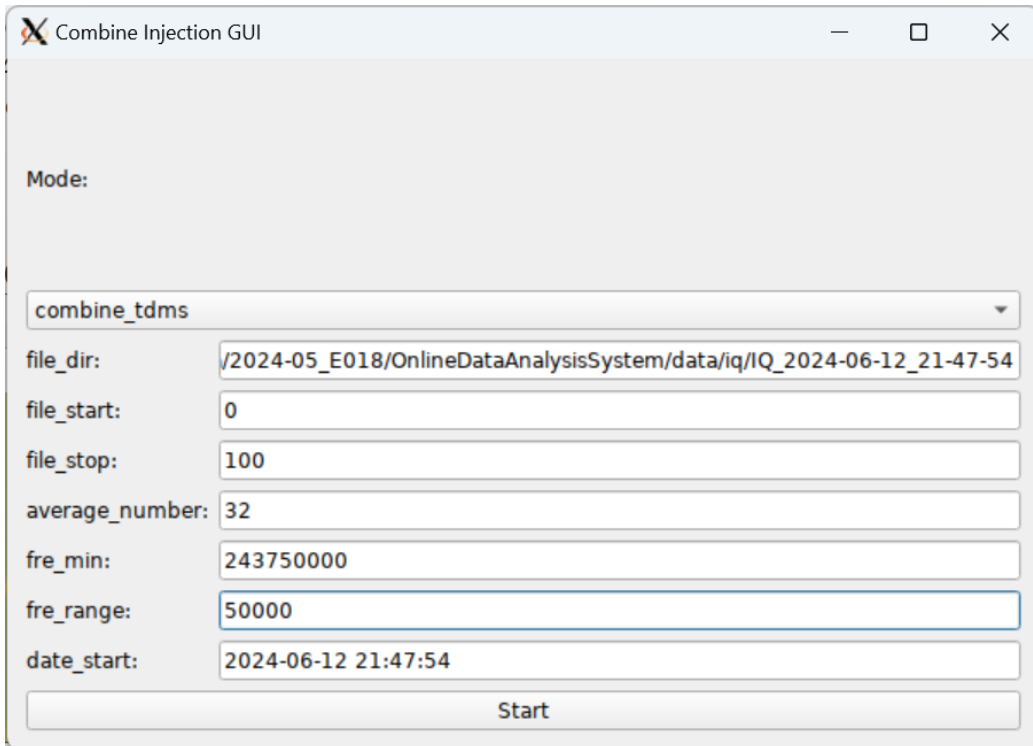 Combine Injection GUI
Mode:
combine_tdms
file_dir: /2024-05_E018/OnlineDataAnalysisSystem/data/iq/IQ_2024-06-12_21-47-54
file_start: 0
file_stop: 100
average_number: 32
fre_min: 243750000
fre_range: 50000
date_start: 2024-06-12 21:47:54
Start